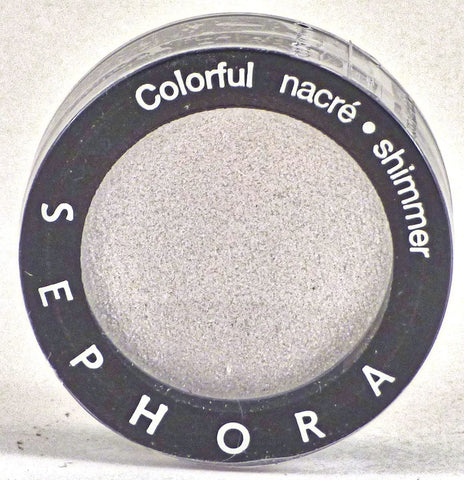 Colorful nacré • shimmer
SEPHORA